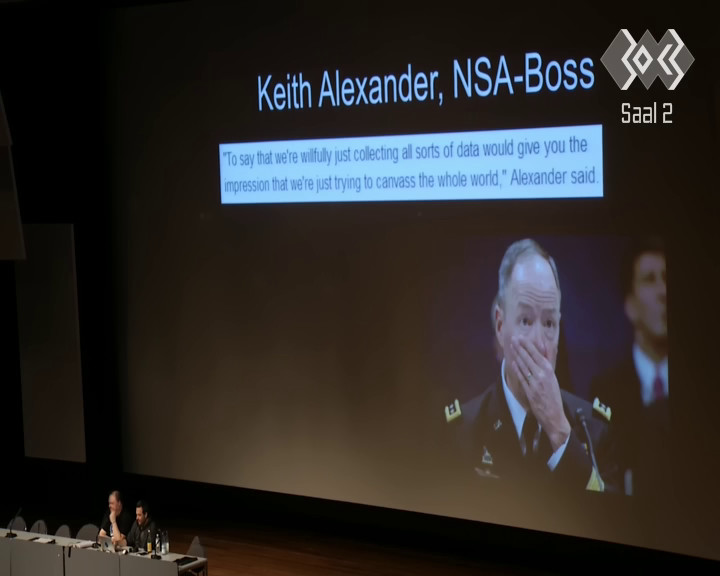 Keith Alexander, NSA-Boss
"To say that we're willfully just collecting all sorts of data would give you the
impression that we're just trying to canvass the whole world," Alexander said.
Saal 2